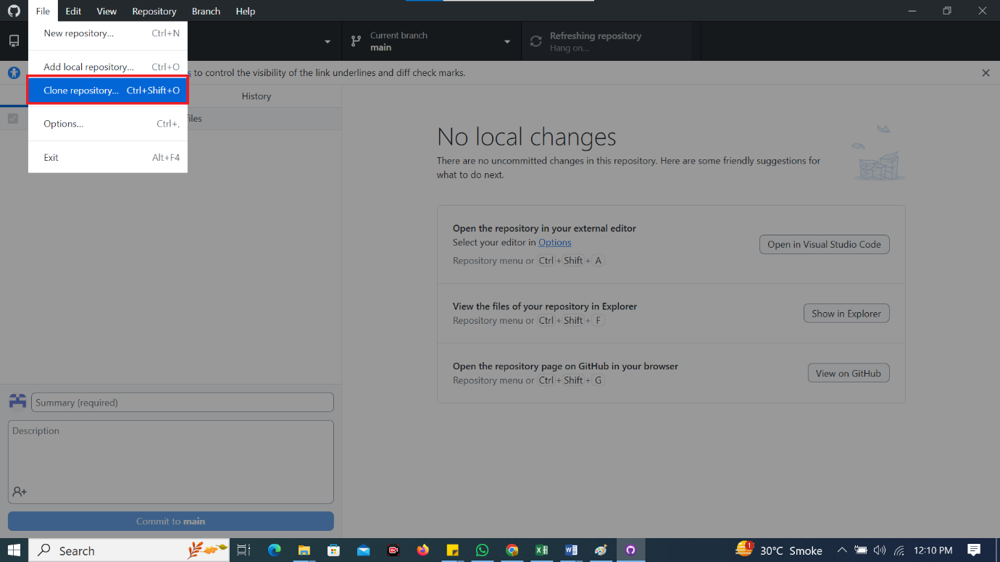 File Edit View Repository Branch Help
New repository... Ctrl+N
Add local repository... Ctrl+O
Clone repository... Ctrl+Shift+O
Options... Ctrl+,
Exit Alt+F4
Current branch
main
Refreshing repository
Hang on...
s to control the visibility of the link underlines and diff check marks.
History
files
No local changes
There are no uncommitted changes in this repository. Here are some friendly suggestions for
what to do next.
Open the repository in your external editor
Select your editor in Options
Repository menu or Ctrl + Shift + A
Open in Visual Studio Code
View the files of your repository in Explorer
Repository menu or Ctrl + Shift + F
Show in Explorer
Open the repository page on GitHub in your browser
Repository menu or Ctrl + Shift + G
View on GitHub
Summary (required)
Description
Commit to main
Search
1
30°C Smoke
12:10 PM